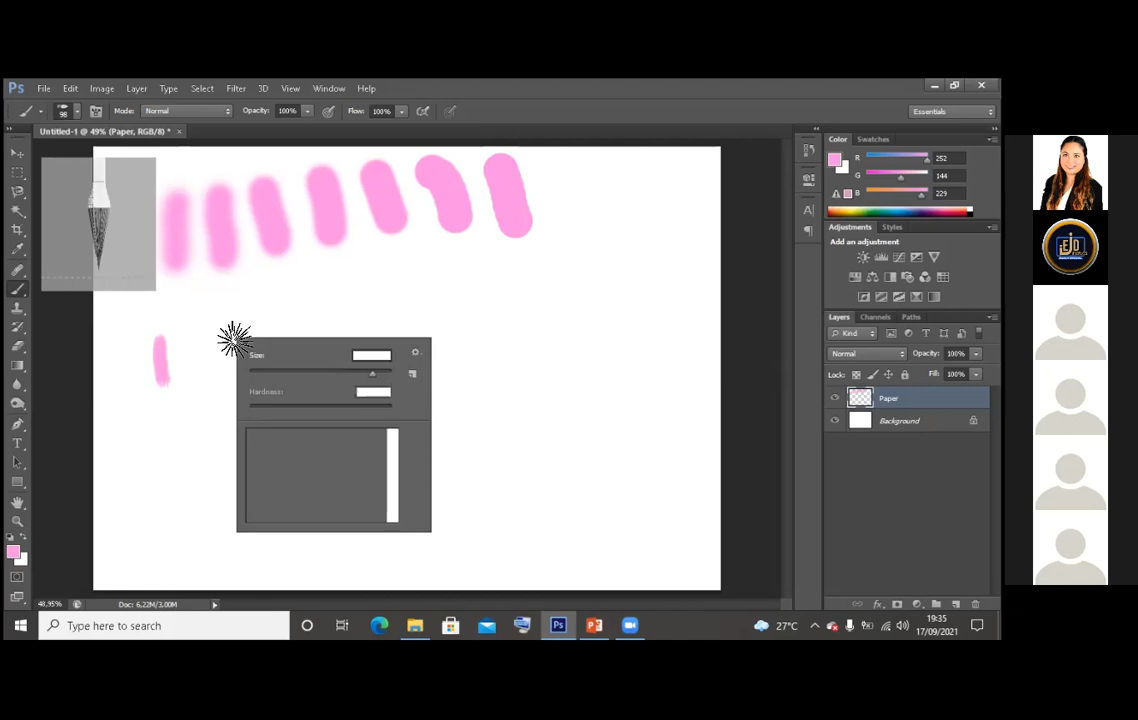 Ps File Edit Image Layer Type Select Filter 3D View Window Help
98 Mode: Normal Opacity: 100% Flow: 100% Essentials
Untitled-1 @ 49% (Paper, RGB/8) * ×
Color Swatches
R 252
G 144
B 229
Adjustments Styles
Add an adjustment
Size:
Hardness:
Layers Channels Paths
Kind
Normal Opacity: 100%
Lock: Fill: 100%
Paper
Background
48,95% Doc: 6,22M/3,00M
Type here to search
27°C
19:35
17/09/2021